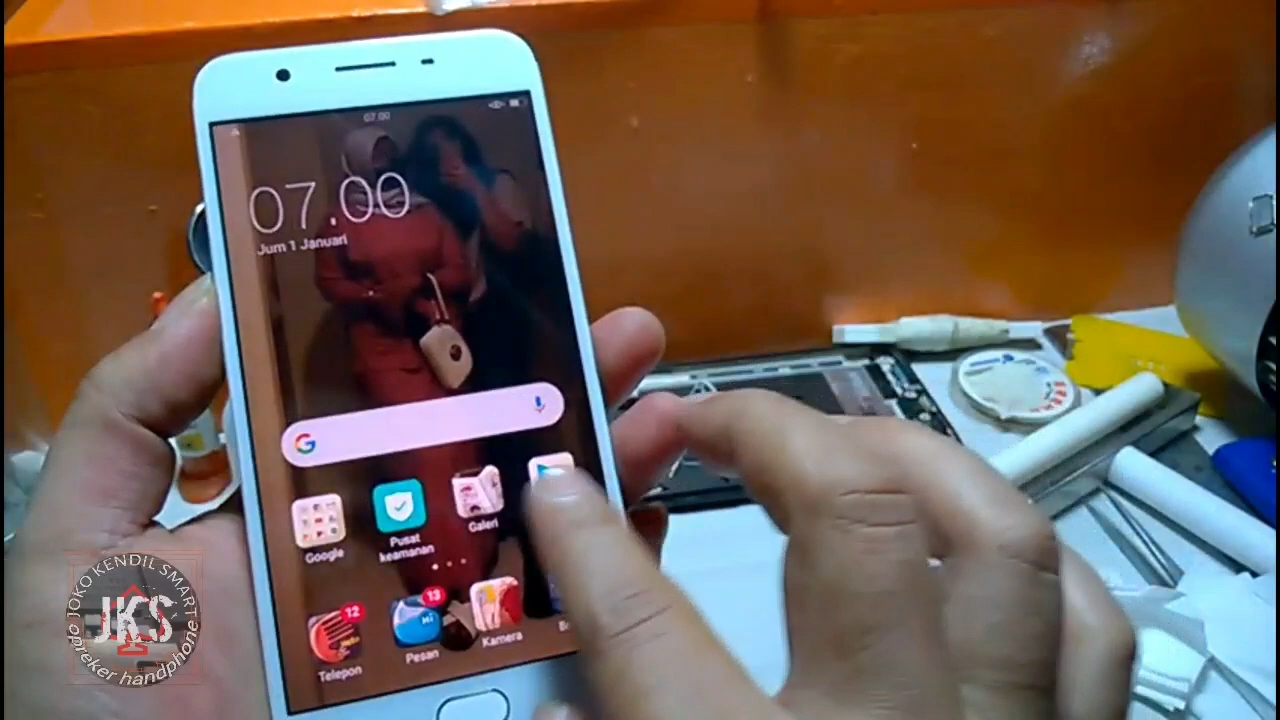 07.00
07.00
Jum 1 Januari
Google
Pusat
keamanan
Galeri
12
13
Hi
Telepon
Pesan
Kamera
JOKO KENDIL SMART
JKS
opreker handphone